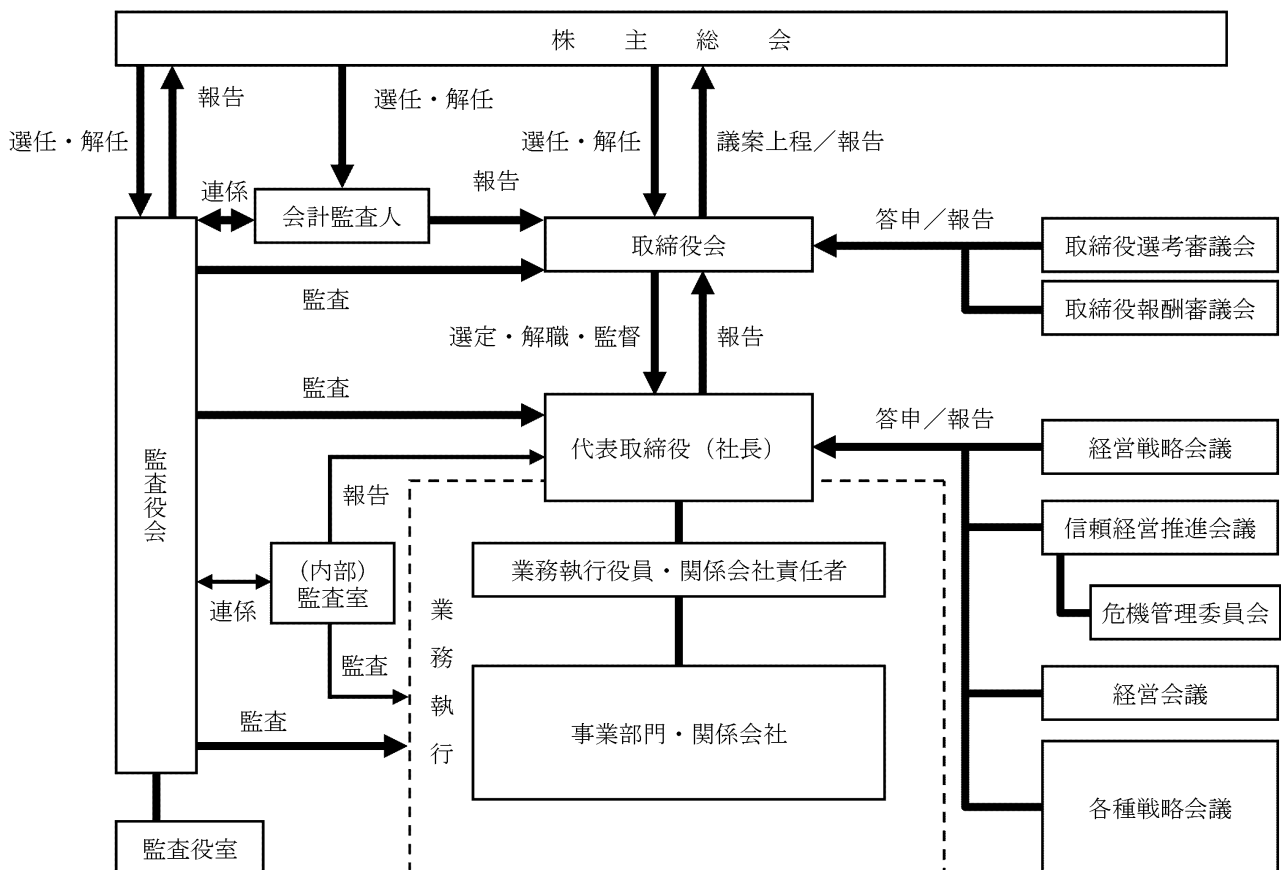 株主総会
報告
選任・解任
選任・解任
選任・解任
議案上程／報告
連係
会計監査人
報告
取締役会
答申／報告
取締役選考審議会
取締役報酬審議会
監査
選定・解職・監督
報告
監査
代表取締役（社長）
答申／報告
経営戦略会議
監査役会
報告
信頼経営推進会議
（内部）
監査室
連係
業務執行役員・関係会社責任者
危機管理委員会
業務執行
監査
経営会議
監査
事業部門・関係会社
各種戦略会議
監査役室